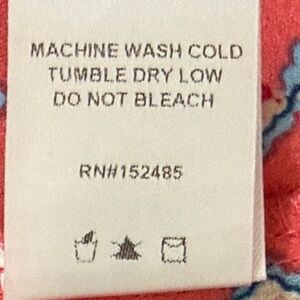 MACHINE WASH COLD
TUMBLE DRY LOW
DO NOT BLEACH
RN#152485